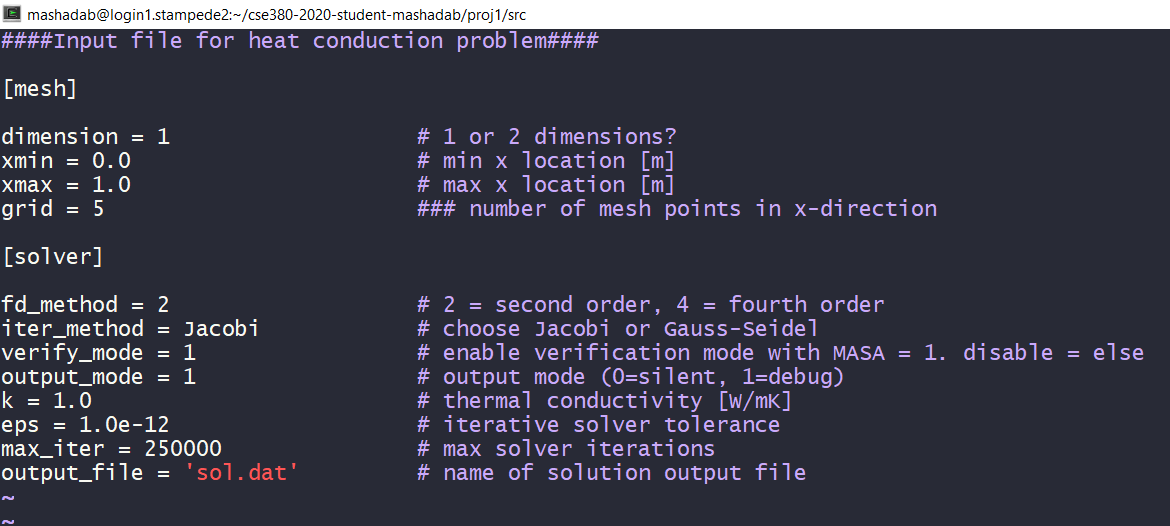 mashadab@login1.stampede2:~/cse380-2020-student-mashadab/proj1/src
####Input file for heat conduction problem####
[mesh]
dimension = 1 # 1 or 2 dimensions?
xmin = 0.0 # min x location [m]
xmax = 1.0 # max x location [m]
grid = 5 ### number of mesh points in x-direction
[solver]
fd_method = 2 # 2 = second order, 4 = fourth order
iter_method = Jacobi # choose Jacobi or Gauss-Seidel
verify_mode = 1 # enable verification mode with MASA = 1. disable = else
output_mode = 1 # output mode (0=silent, 1=debug)
k = 1.0 # thermal conductivity [W/mK]
eps = 1.0e-12 # iterative solver tolerance
max_iter = 250000 # max solver iterations
output_file = 'sol.dat' # name of solution output file
~
~